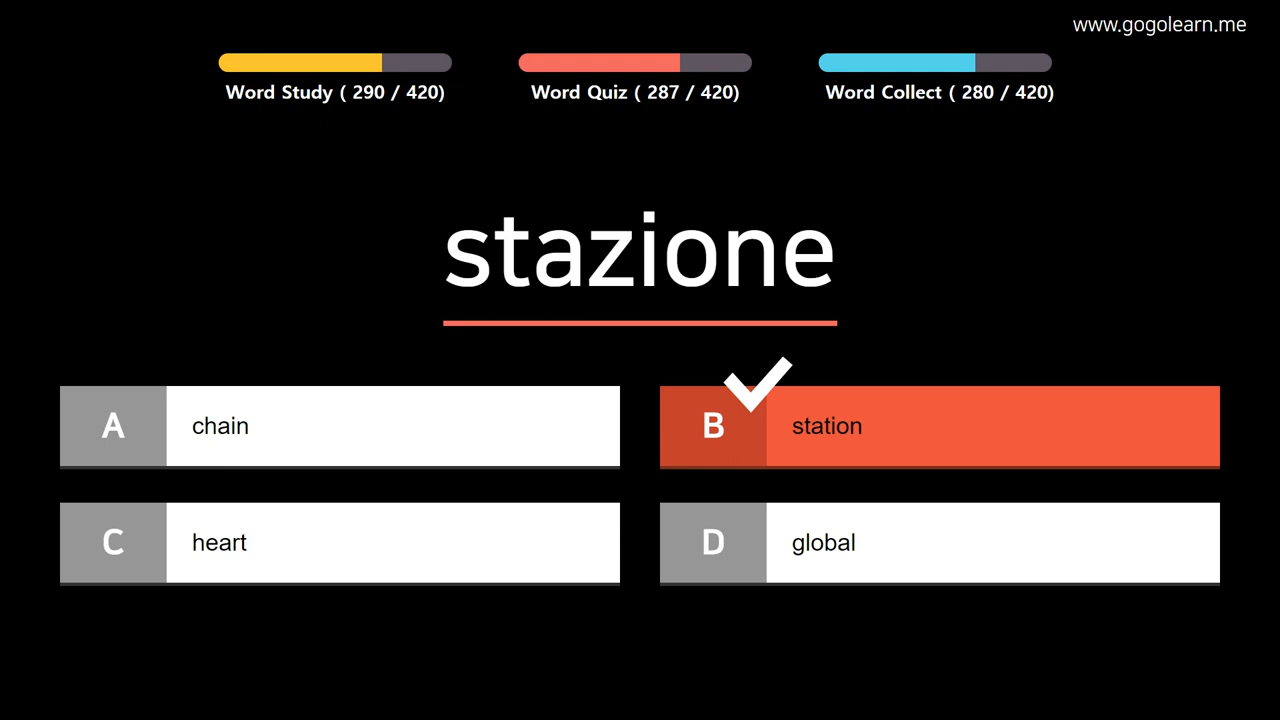 www.gogolearn.me
Word Study ( 290 / 420)
Word Quiz ( 287 / 420)
Word Collect ( 280 / 420)
stazione
A chain
B station
C heart
D global